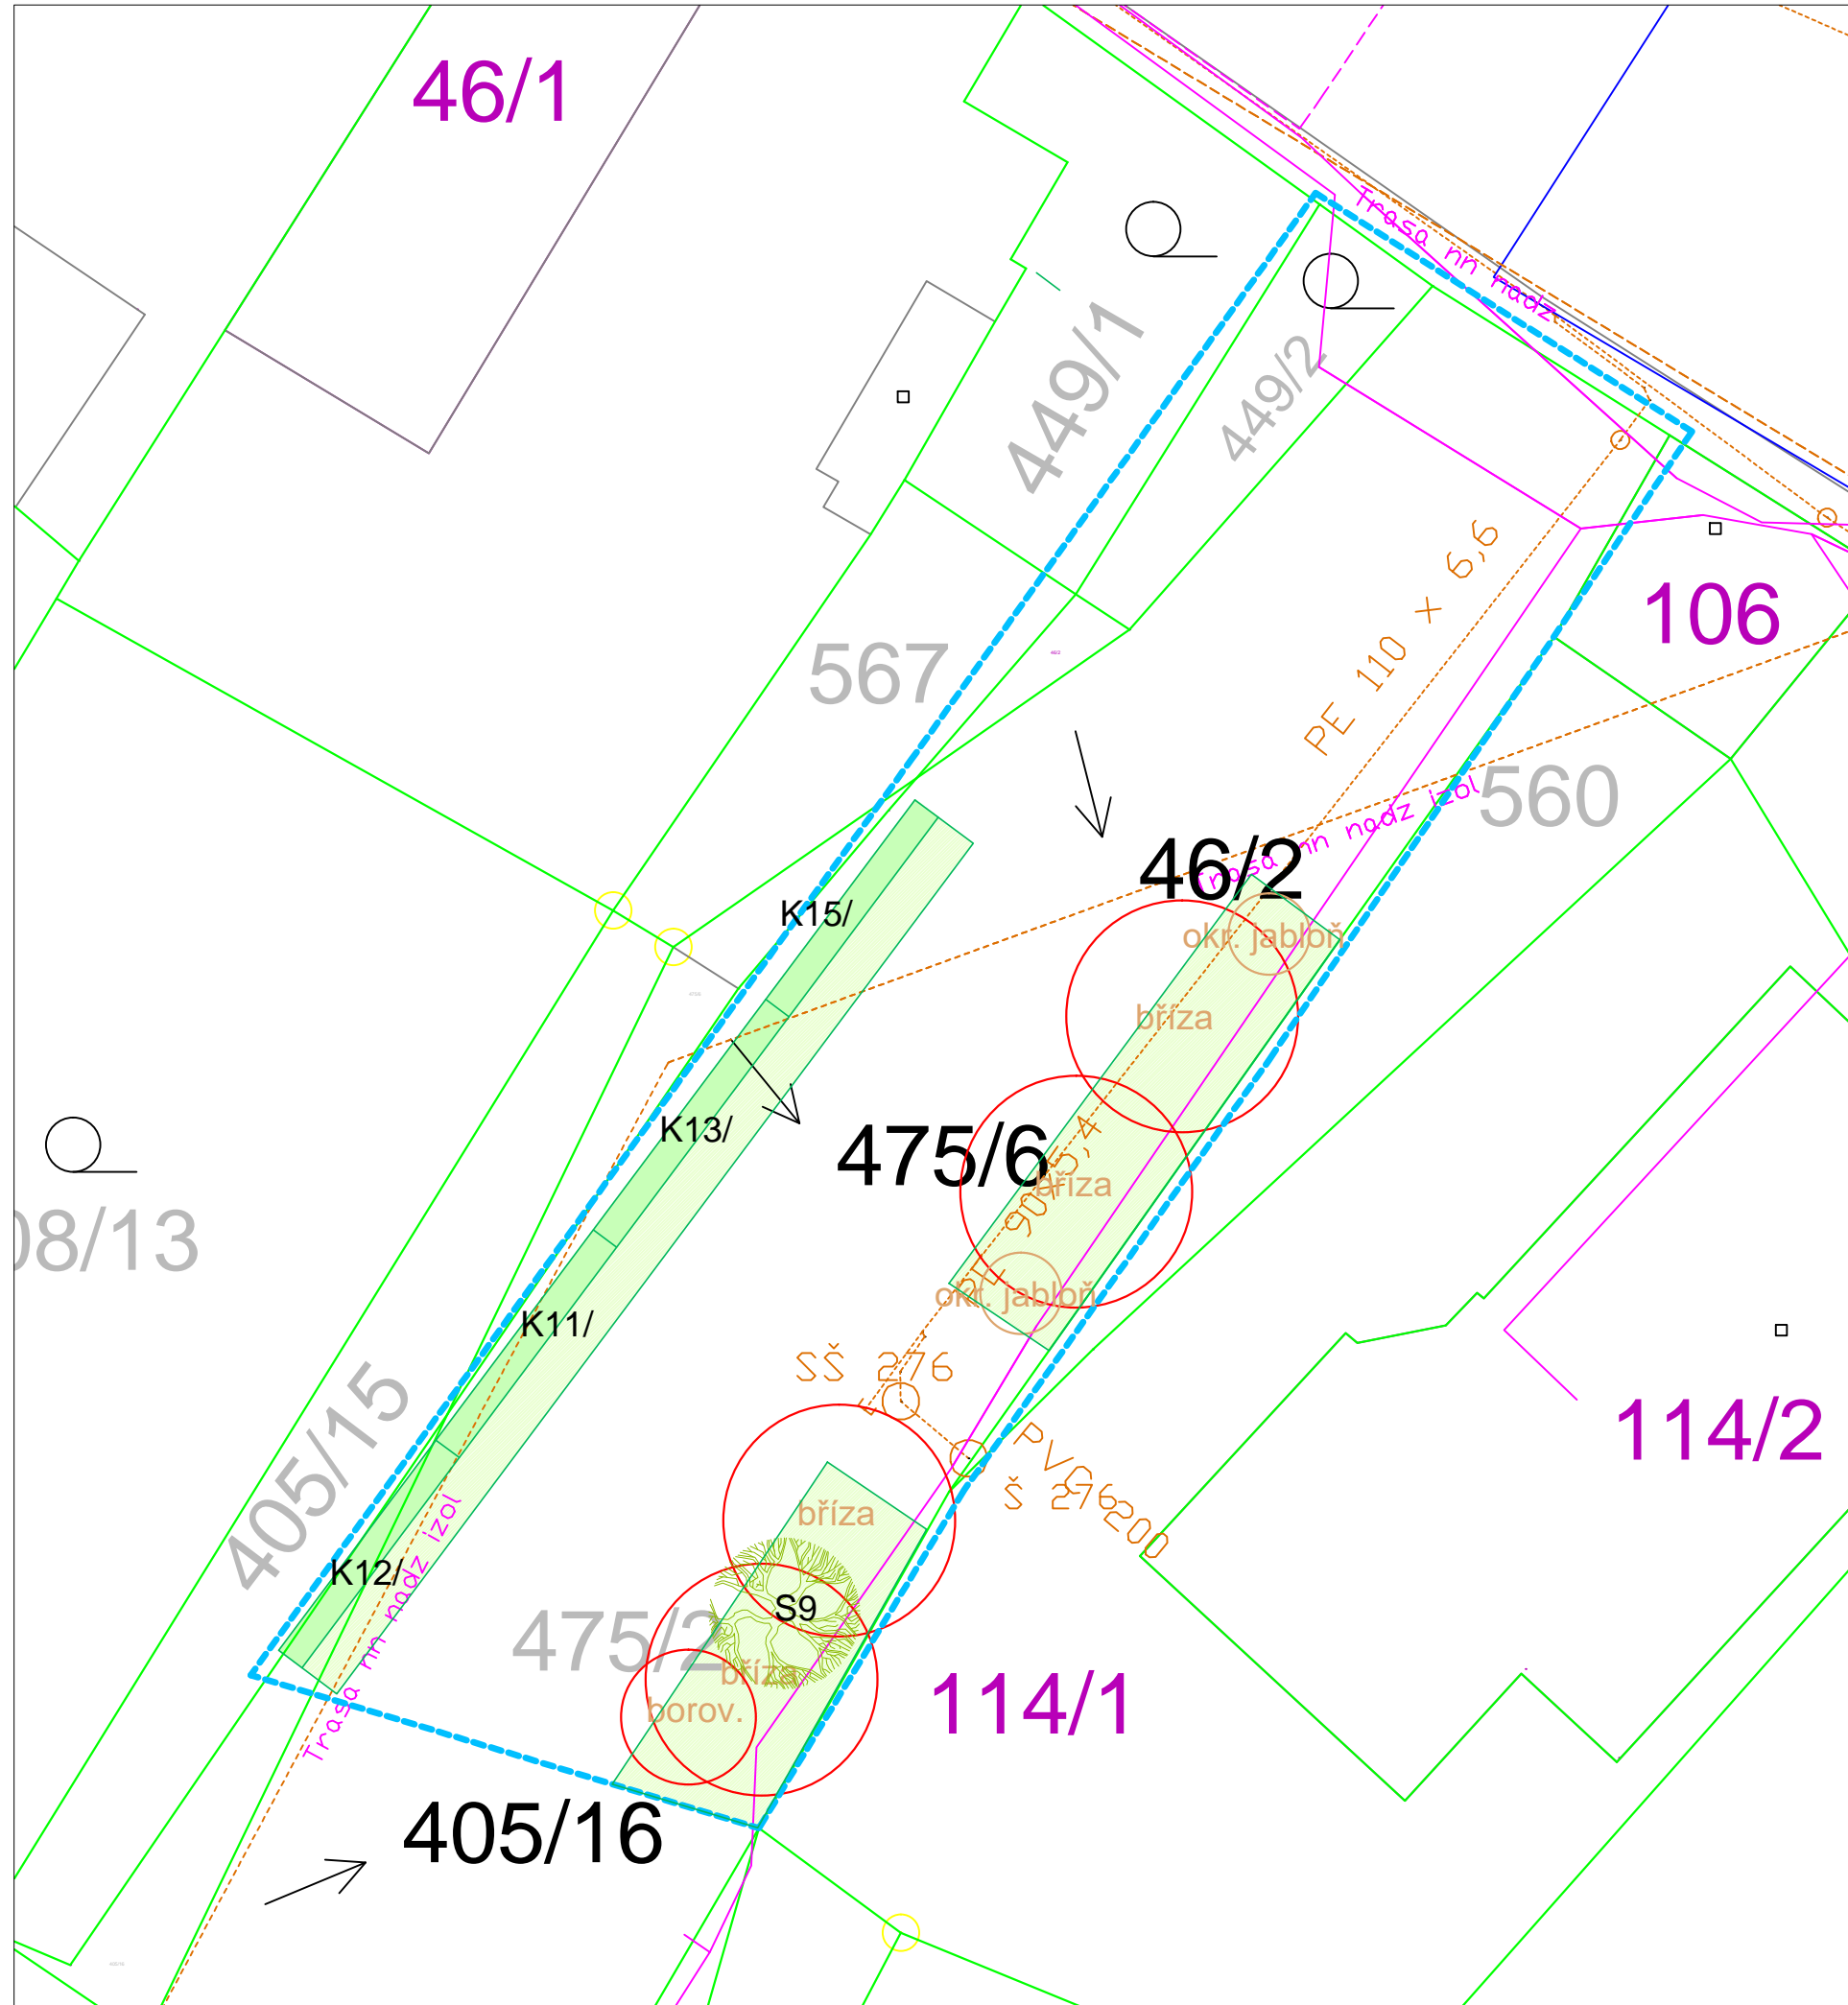 46/1
Trasa nn nadz
449/1
449/2
PE 110 x 6,6
106
567
560
46/2
Trasa nn nadz izol
K15/
okr. jabloň
bříza
K13/
475/6
bříza
PE 90x5,4
08/13
okr. jabloň
K11/
SŠ 276
405/15
PVC 200
Š 276
114/2
bříza
K12/
S9
Trasa nn nadz izol
475/2
bříza
borov.
114/1
405/16